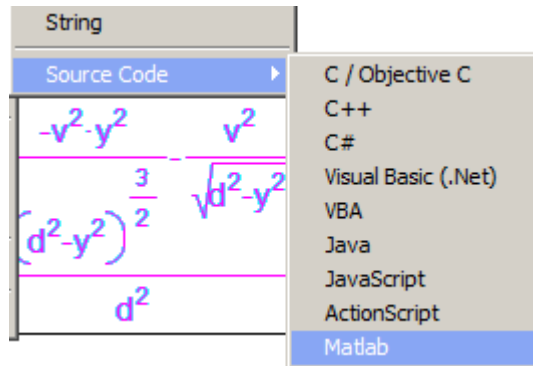 String
Source Code
C / Objective C
C++
C#
Visual Basic (.Net)
VBA
Java
JavaScript
ActionScript
Matlab
-v²·y² v²
(d²-y²)^(3/2) - √d²-y²
d²